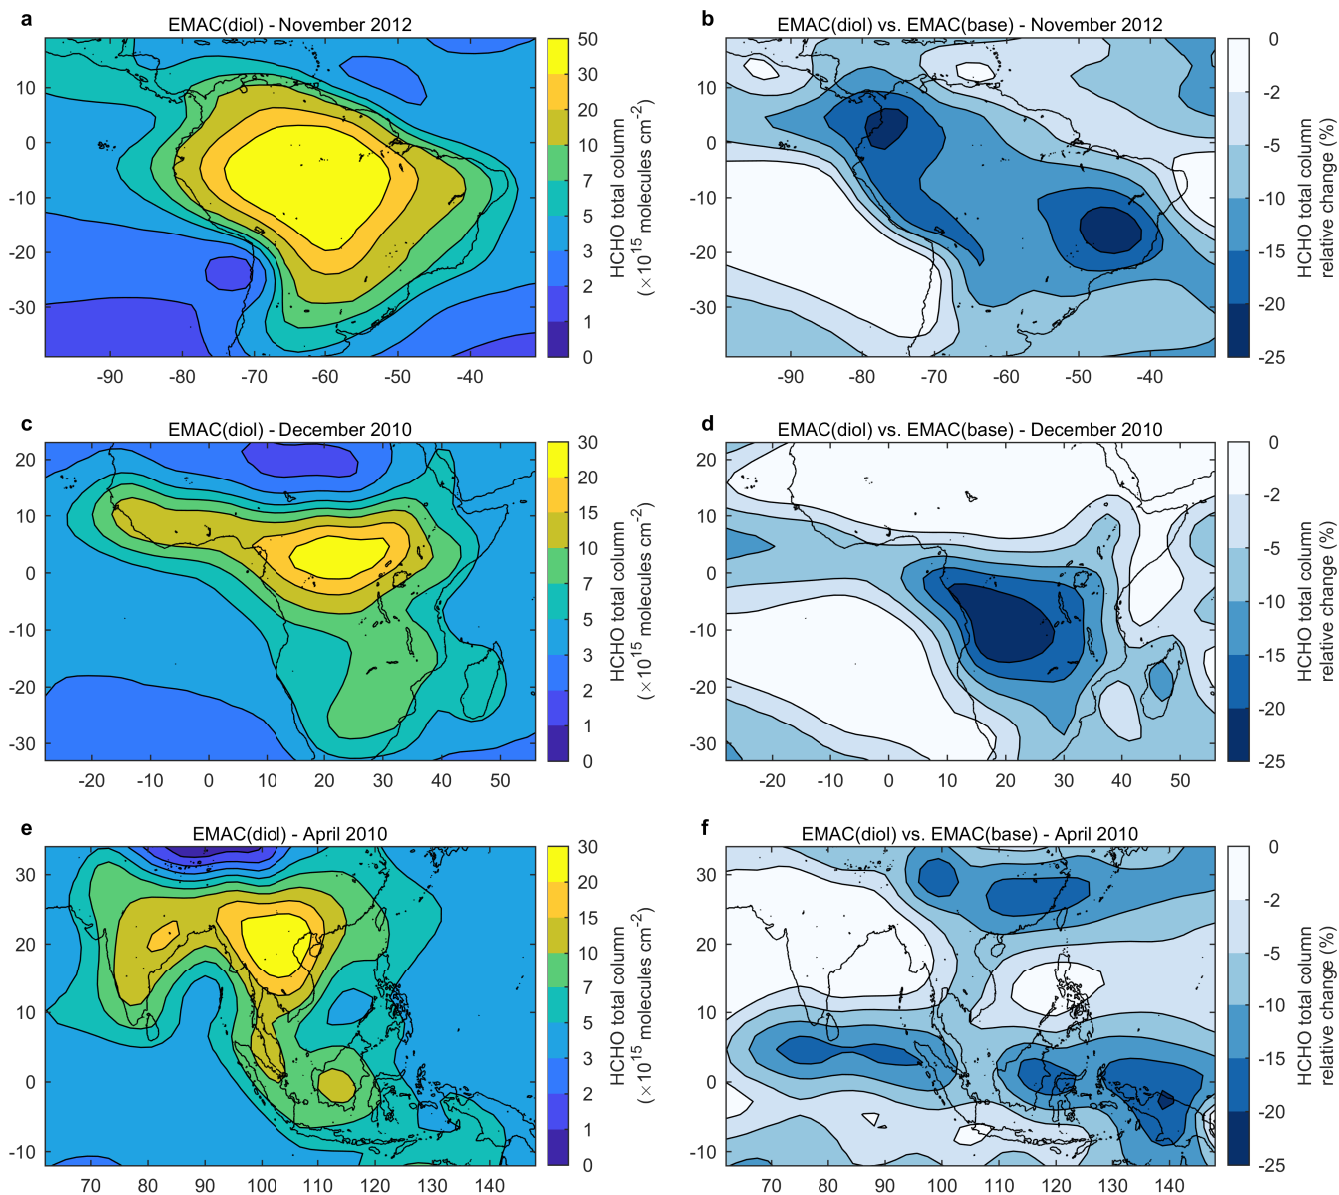 a
EMAC(diol) - November 2012
10
0
-10
-20
-30
-90 -80 -70 -60 -50 -40
50
30
20
10
7
5
3
2
1
0
HCHO total column
(×10^15 molecules cm^-2)
b
EMAC(diol) vs. EMAC(base) - November 2012
10
0
-10
-20
-30
-90 -80 -70 -60 -50 -40
0
-2
-5
-10
-15
-20
-25
HCHO total column
relative change (%)
c
EMAC(diol) - December 2010
20
10
0
-10
-20
-30
-20 -10 0 10 20 30 40 50
30
20
15
10
7
5
3
2
1
0
HCHO total column
(×10^15 molecules cm^-2)
d
EMAC(diol) vs. EMAC(base) - December 2010
20
10
0
-10
-20
-30
-20 -10 0 10 20 30 40 50
0
-2
-5
-10
-15
-20
-25
HCHO total column
relative change (%)
e
EMAC(diol) - April 2010
30
20
10
0
-10
70 80 90 100 110 120 130 140
30
20
15
10
7
5
3
2
1
0
HCHO total column
(×10^15 molecules cm^-2)
f
EMAC(diol) vs. EMAC(base) - April 2010
30
20
10
0
-10
70 80 90 100 110 120 130 140
0
-2
-5
-10
-15
-20
-25
HCHO total column
relative change (%)